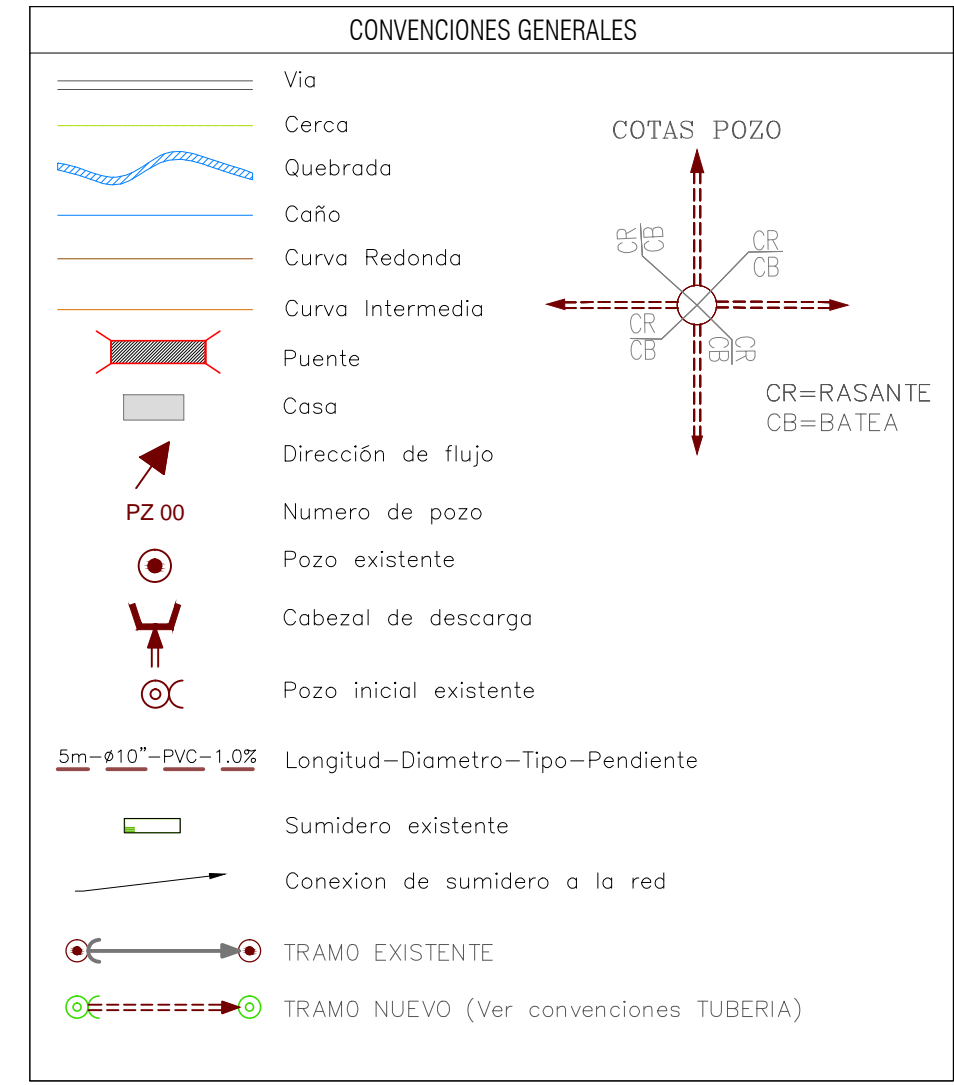 CONVENCIONES GENERALES
Via
Cerca
Quebrada
Caño
Curva Redonda
Curva Intermedia
Puente
Casa
Dirección de flujo
PZ 00
Numero de pozo
Pozo existente
Cabezal de descarga
Pozo inicial existente
5m-ø10"-PVC-1.0%
Longitud-Diametro-Tipo-Pendiente
Sumidero existente
Conexion de sumidero a la red
TRAMO EXISTENTE
TRAMO NUEVO (Ver convenciones TUBERIA)
COTAS POZO
CR
CB
CR
CB
CR
CB
CR
CB
CR=RASANTE
CB=BATEA